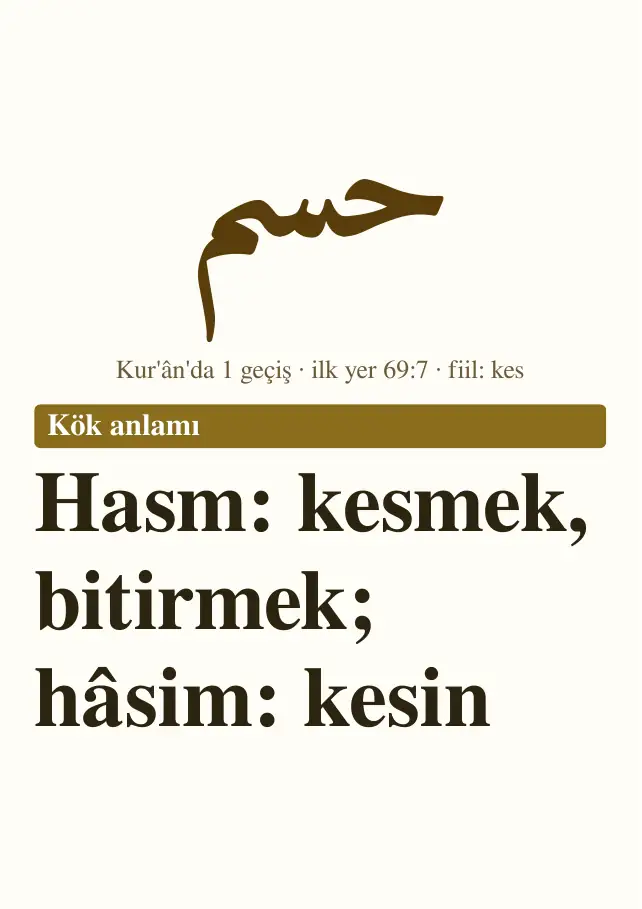 حسم
Kur'ân'da 1 geçiş · ilk yer 69:7 · fiil: kes
Kök anlamı
Hasm: kesmek,
bitirmek;
hâsim: kesin